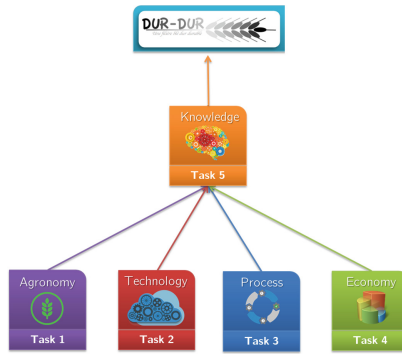 DUR-DUR
Knowledge
Task 5
Agronomy
Task 1
Technology
Task 2
Process
Task 3
Economy
Task 4